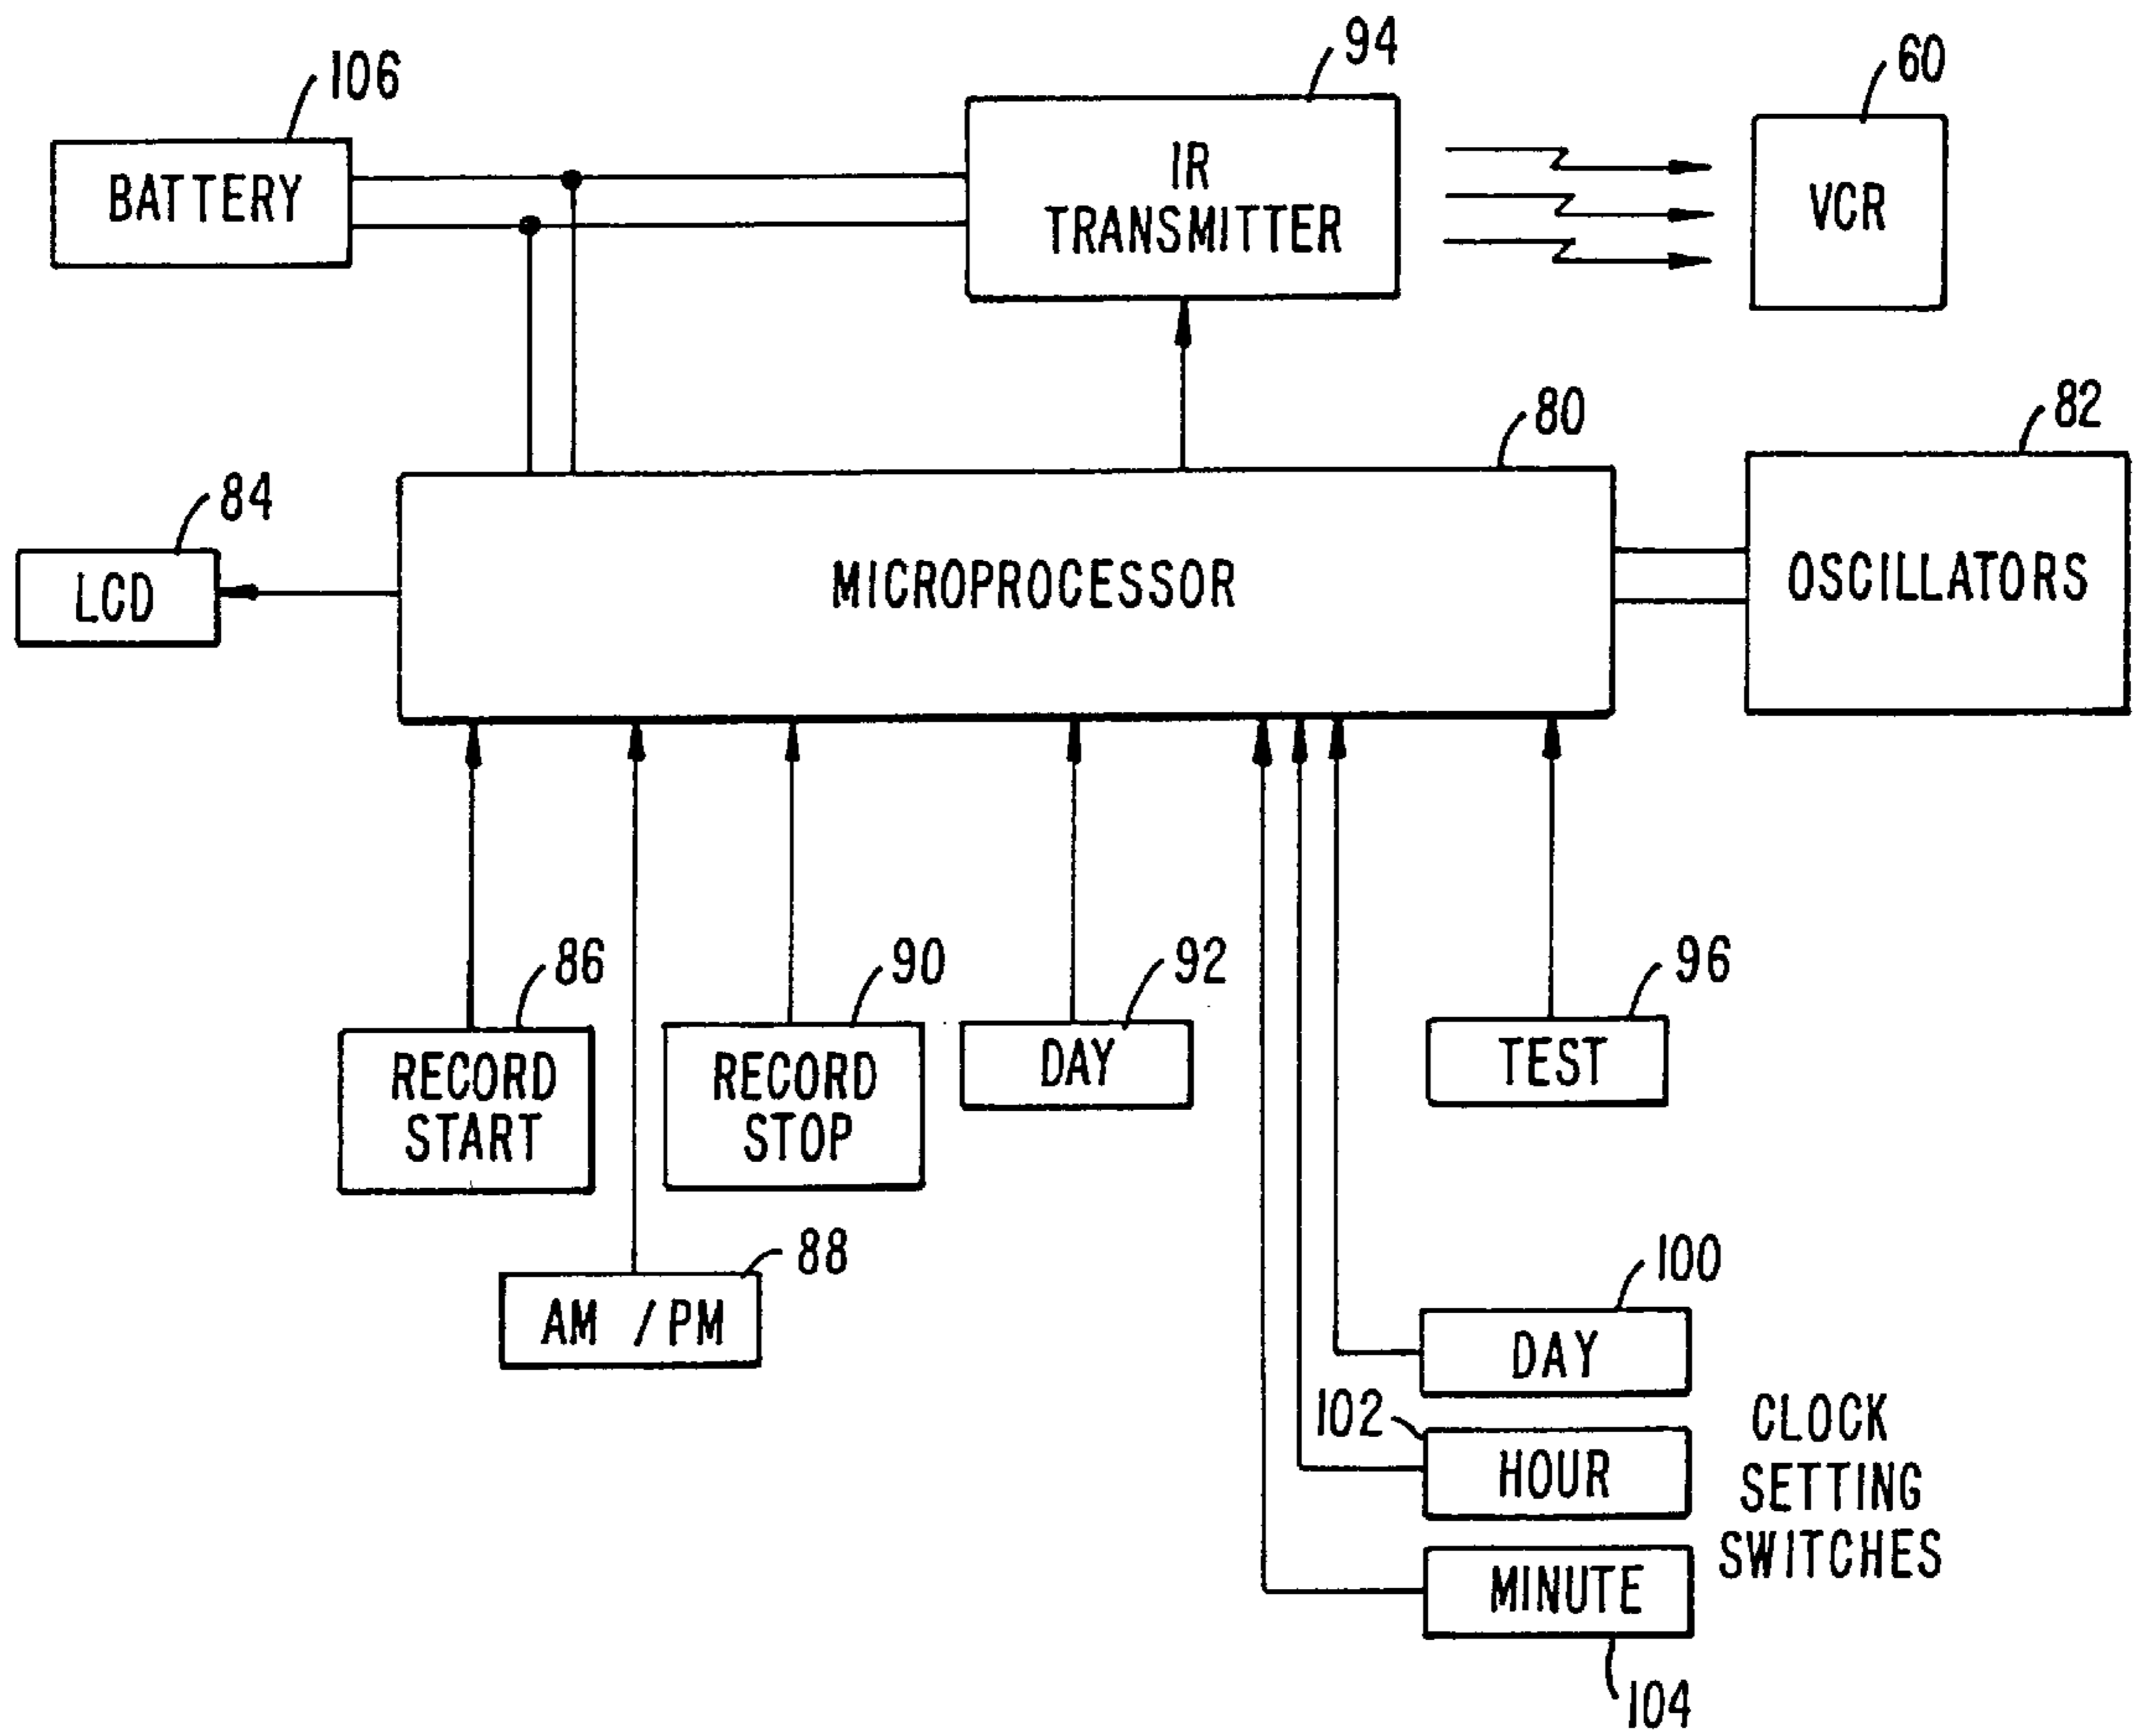 106
94
60
BATTERY
IR
TRANSMITTER
VCR
80
82
84
LCD
MICROPROCESSOR
OSCILLATORS
86
90
92
96
RECORD
START
RECORD
STOP
DAY
TEST
88
AM / PM
100
DAY
102
HOUR
MINUTE
104
CLOCK
SETTING
SWITCHES